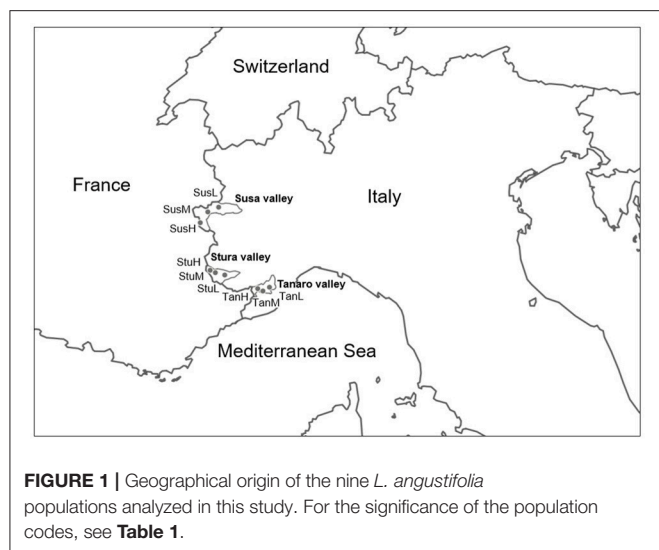 Switzerland
France
Italy
SusL
Susa valley
SusM
SusH
Stura valley
StuH
StuM
StuL
Tanaro valley
TanH
TanL
TanM
Mediterranean Sea
FIGURE 1 | Geographical origin of the nine L. angustifolia
populations analyzed in this study. For the significance of the population
codes, see Table 1.